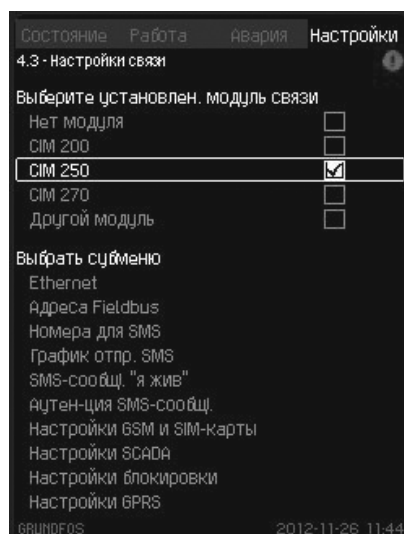 Состояние Работа Авария Настройки
4.3 - Настройки связи
Выберите установлен. модуль связи
Нет модуля
CIM 200
CIM 250
CIM 270
Другой модуль
Выбрать субменю
Ethernet
Адреса Fieldbus
Номера для SMS
График отпр. SMS
SMS-сообщ. "я жив"
Аутен-ция SMS-сообщ.
Настройки GSM и SIM-карты
Настройки SCADA
Настройки блокировки
Настройки GPRS
GRUNDFOS 2012-11-26 11:44